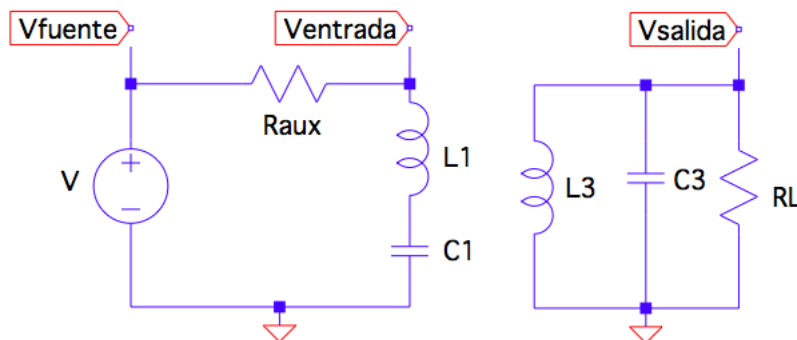 Vfuente
Ventrada
Vsalida
Raux
L1
V
+
−
L3
C3
RL
C1